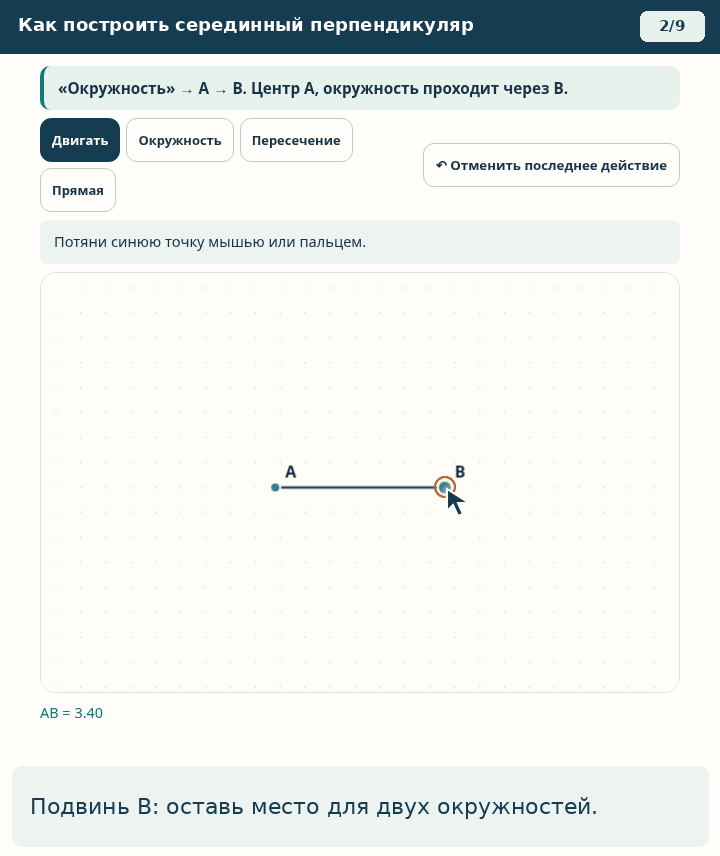 Как построить серединный перпендикуляр
2/9
«Окружность» → A → B. Центр A, окружность проходит через B.
Двигать
Окружность
Пересечение
Прямая
↶ Отменить последнее действие
Потяни синюю точку мышью или пальцем.
A
B
AB = 3.40
Подвинь B: оставь место для двух окружностей.